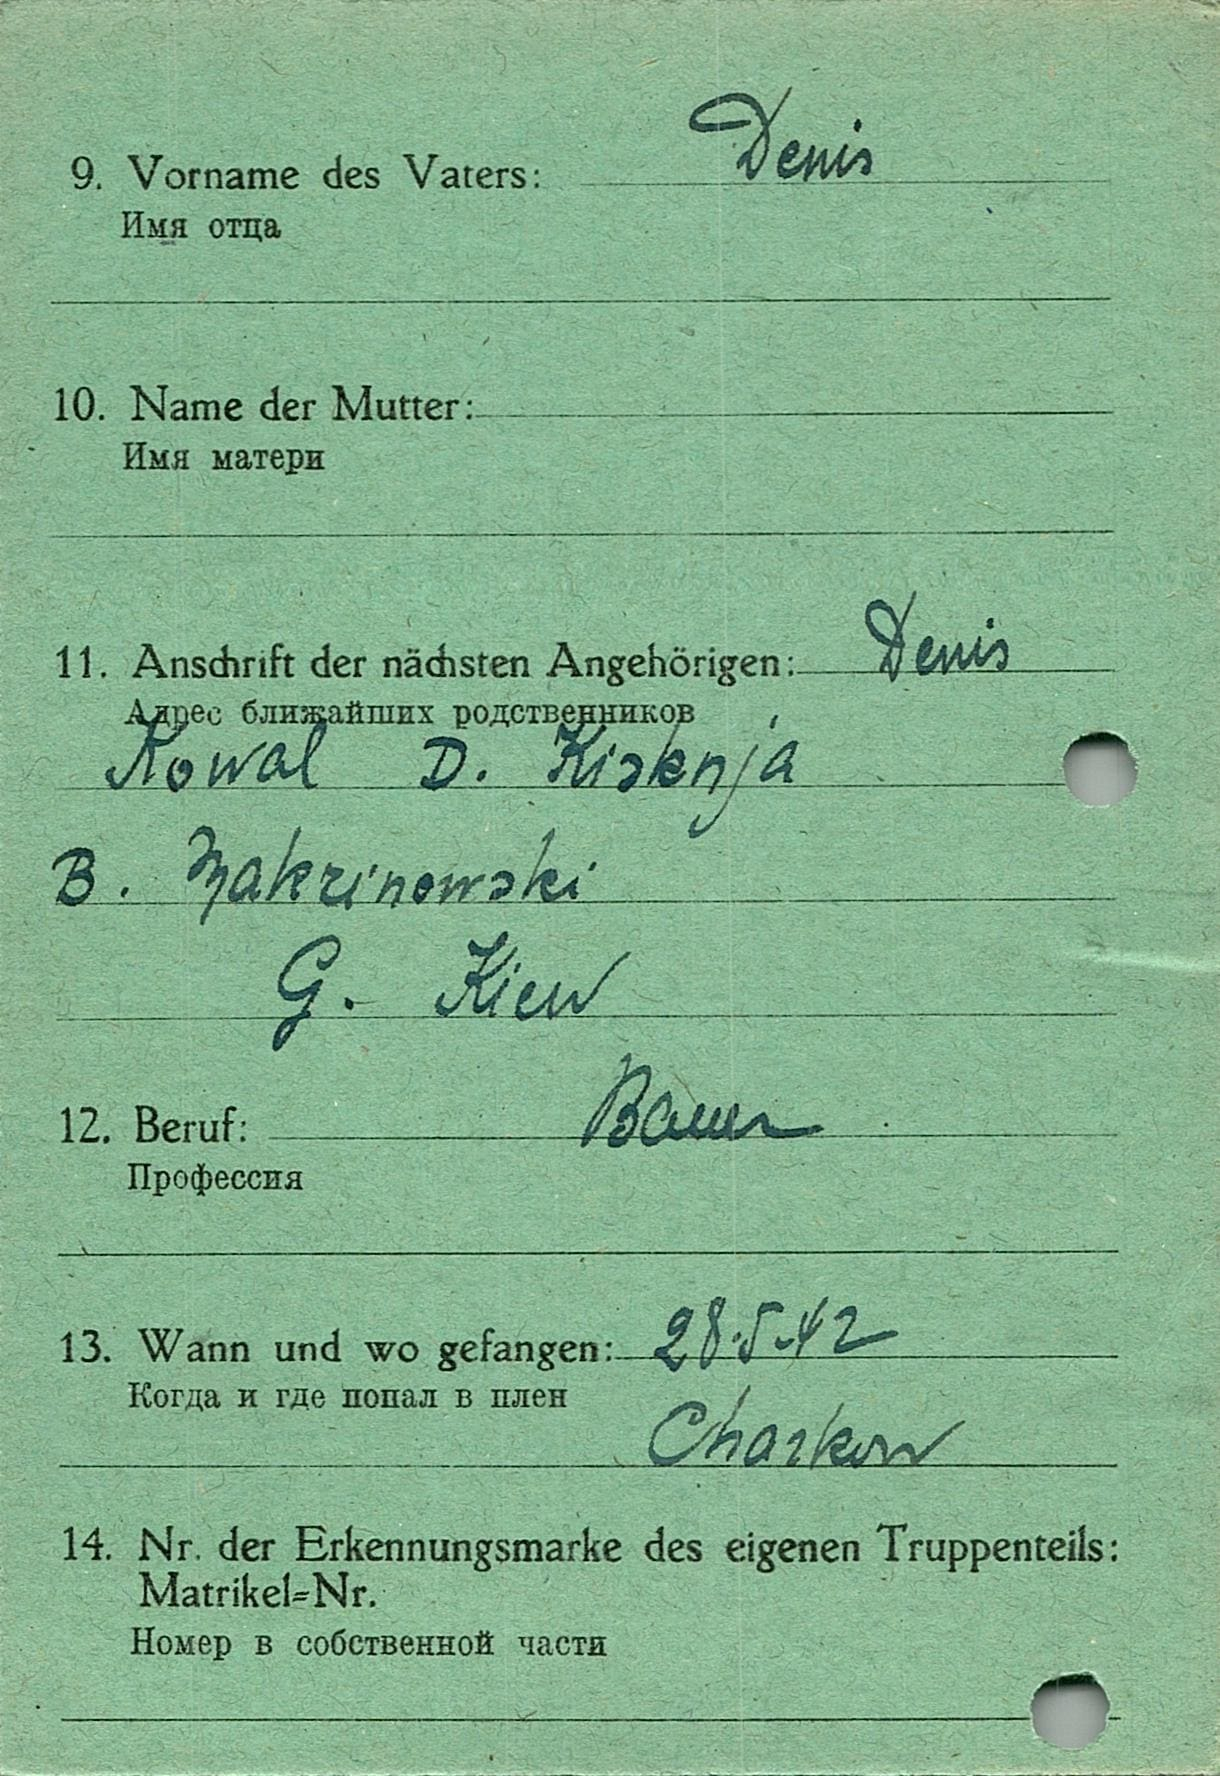 9. Vorname des Vaters: Denis
Имя отца
10. Name der Mutter:
Имя матери
11. Anschrift der nächsten Angehörigen: Denis
Адрес ближайших родственников
Kowal D. Kisknja
B. Makrinowski
G. Kiew
12. Beruf: Bauer
Профессия
13. Wann und wo gefangen: 28.5.42
Когда и где попал в плен
Charkow
14. Nr. der Erkennungsmarke des eigenen Truppenteils:
Matrikel=Nr.
Номер в собственной части